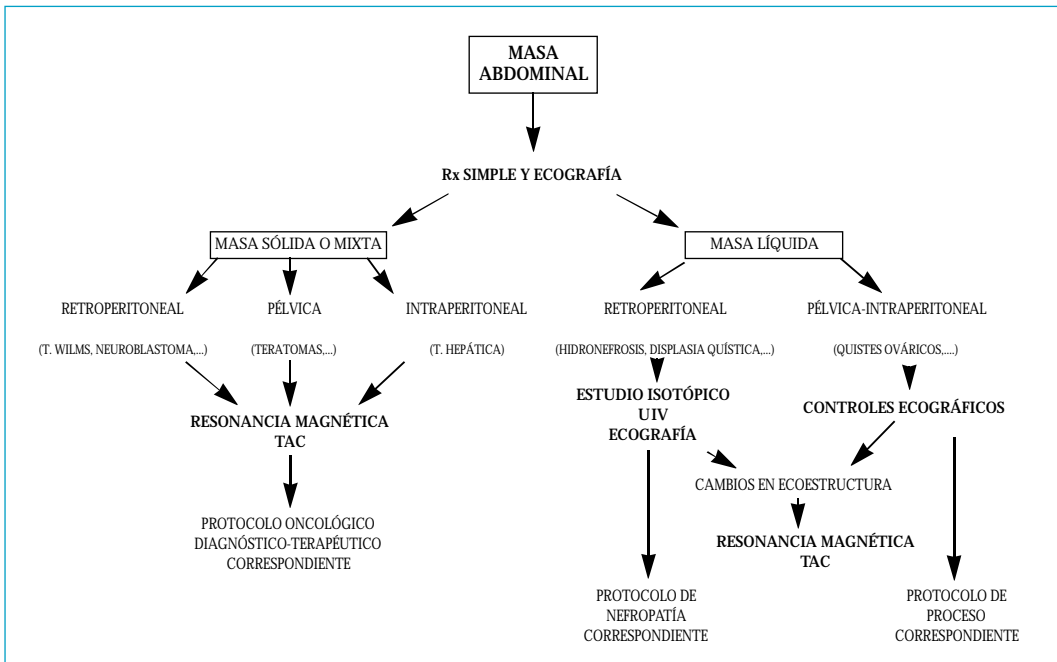 MASA
ABDOMINAL
Rx SIMPLE Y ECOGRAFÍA
MASA SÓLIDA O MIXTA
MASA LÍQUIDA
RETROPERITONEAL
PÉLVICA
INTRAPERITONEAL
RETROPERITONEAL
PÉLVICA-INTRAPERITONEAL
(T. WILMS, NEUROBLASTOMA,...)
(TERATOMAS,...)
(T. HEPÁTICA)
(HIDRONEFROSIS, DISPLASIA QUÍSTICA,...)
(QUISTES OVÁRICOS,....)
RESONANCIA MAGNÉTICA
TAC
ESTUDIO ISOTÓPICO
UIV
ECOGRAFÍA
CONTROLES ECOGRÁFICOS
CAMBIOS EN ECOESTRUCTURA
PROTOCOLO ONCOLÓGICO
DIAGNÓSTICO-TERAPÉUTICO
CORRESPONDIENTE
RESONANCIA MAGNÉTICA
TAC
PROTOCOLO DE
NEFROPATÍA
CORRESPONDIENTE
PROTOCOLO DE
PROCESO
CORRESPONDIENTE